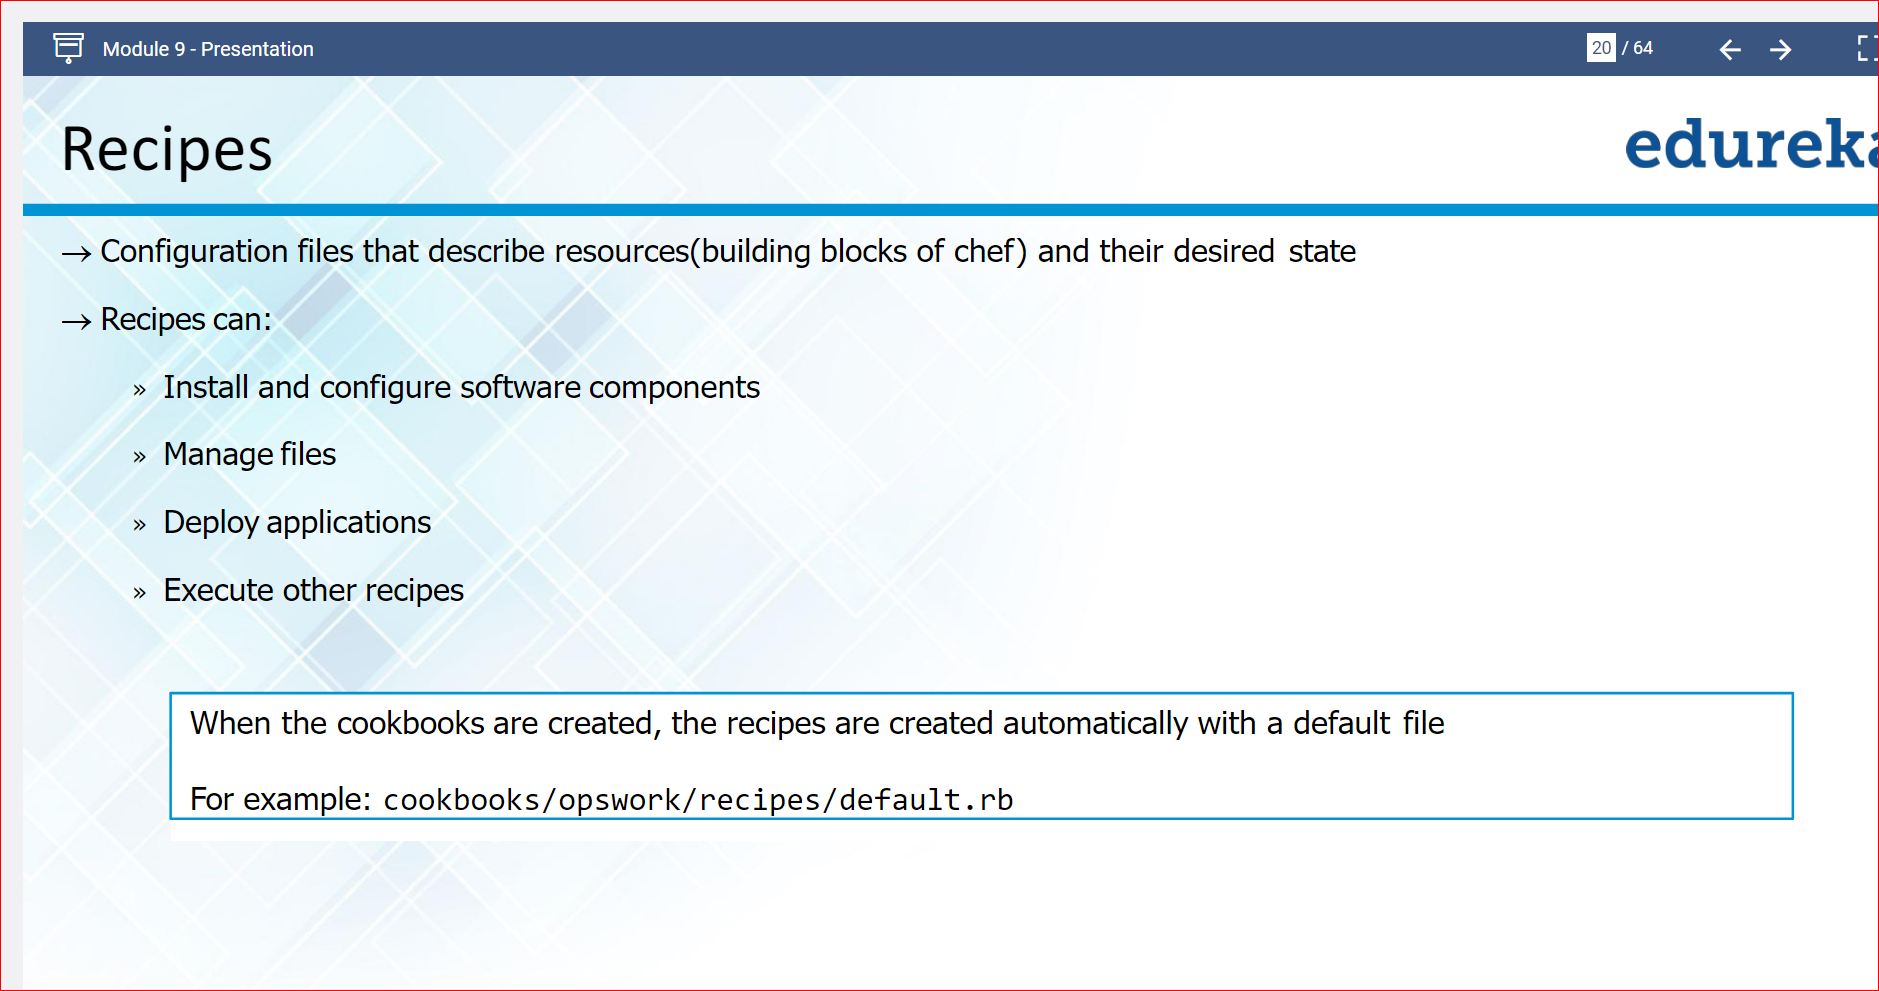 Module 9 - Presentation
20 / 64
Recipes
edureka
→ Configuration files that describe resources(building blocks of chef) and their desired state
→ Recipes can:
» Install and configure software components
» Manage files
» Deploy applications
» Execute other recipes
When the cookbooks are created, the recipes are created automatically with a default file
For example: cookbooks/opswork/recipes/default.rb